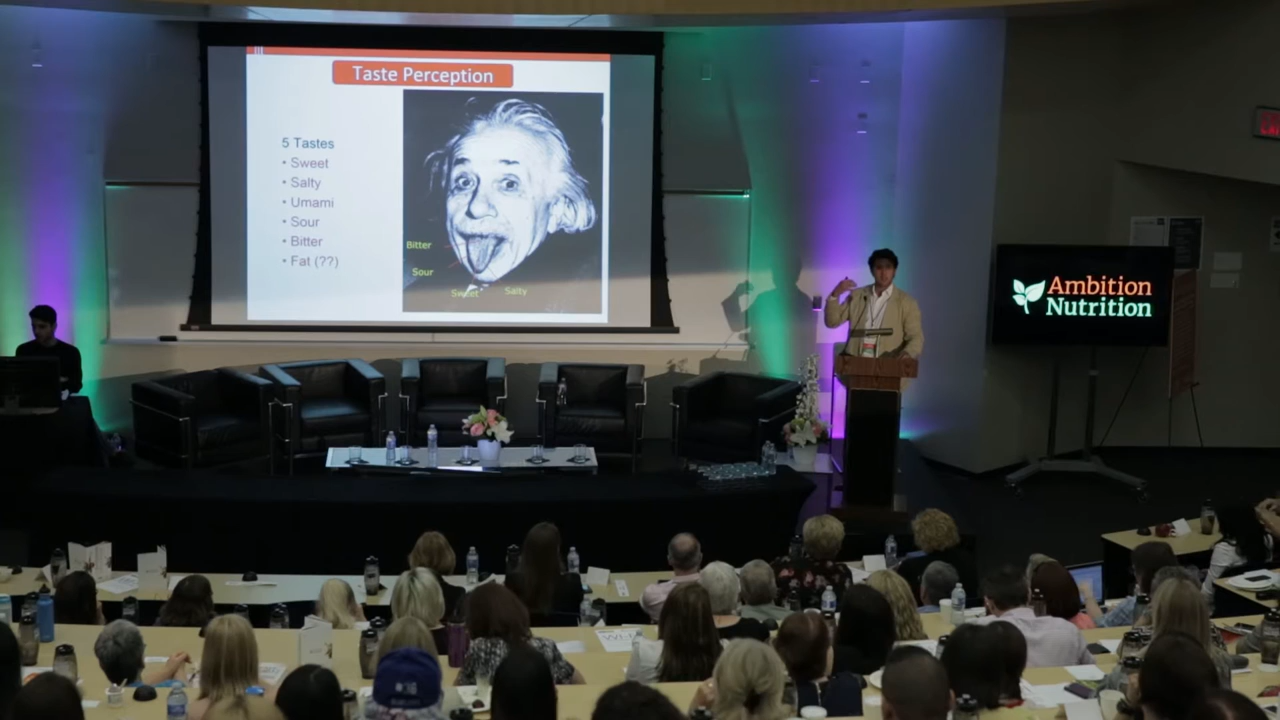 Taste Perception
5 Tastes
• Sweet
• Salty
• Umami
• Sour
• Bitter
• Fat (??)
Bitter
Sour
Sweet
Salty
Ambition
Nutrition